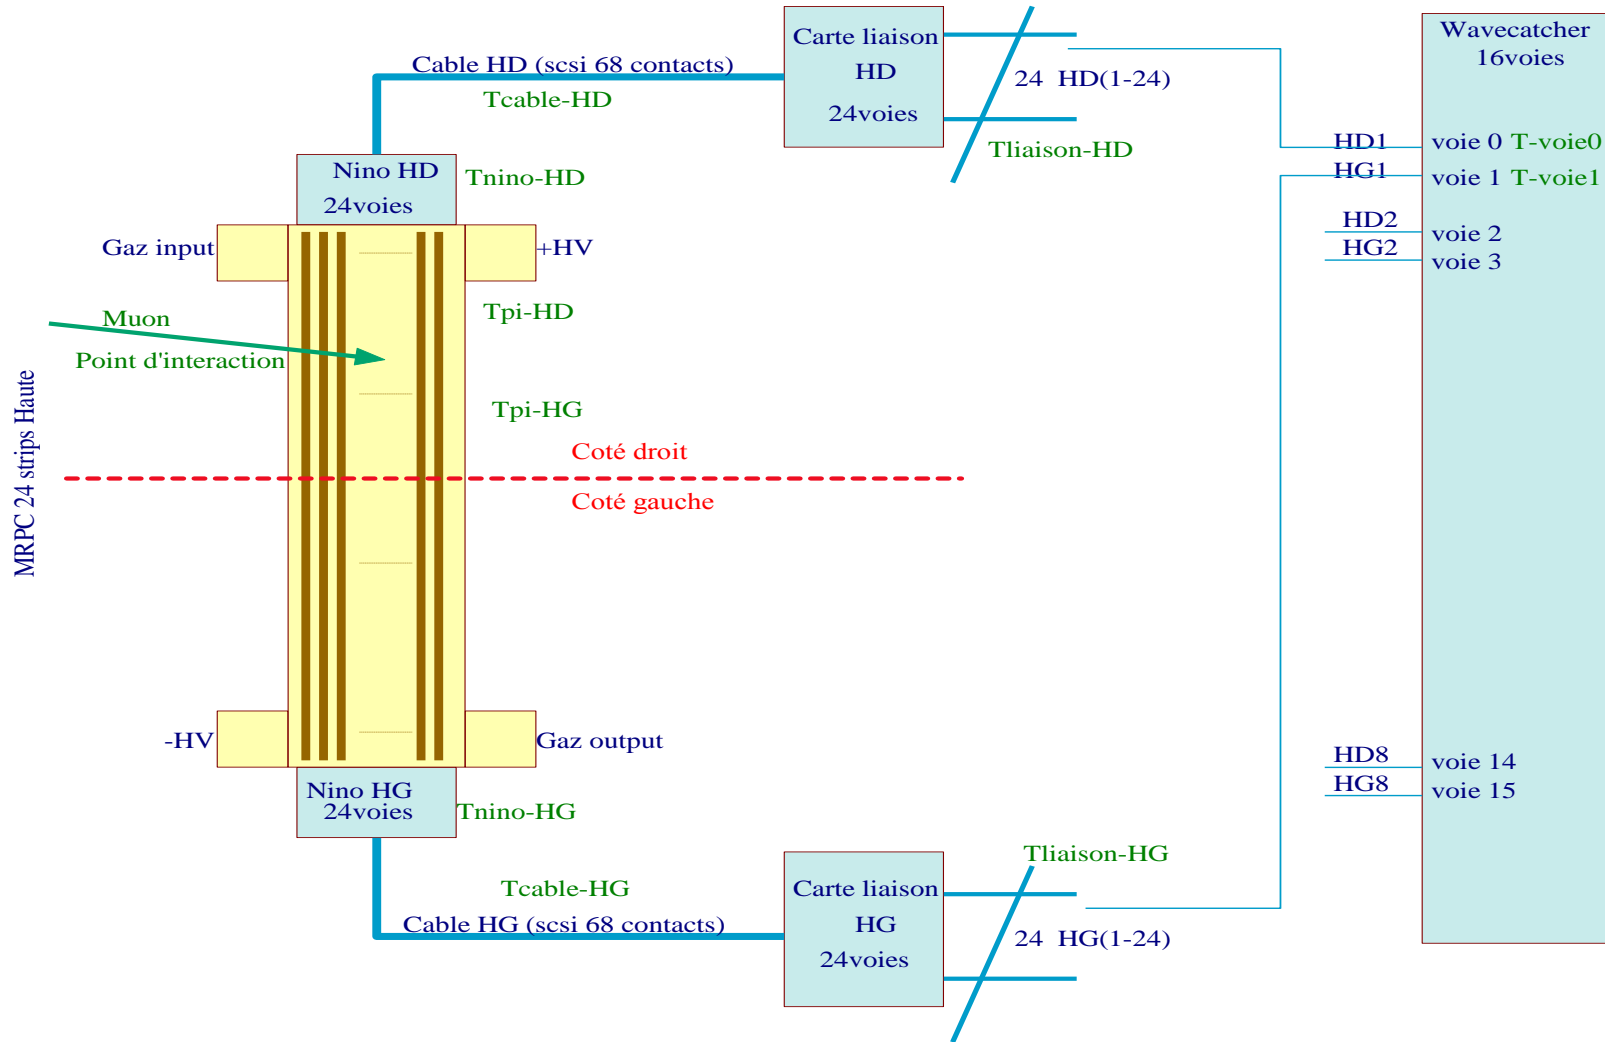 Carte liaison
HD
24voies
Wavecatcher
16voies
Cable HD (scsi 68 contacts)
Tcable-HD
24 HD(1-24)
Tliaison-HD
HD1
voie 0 T-voie0
HG1
voie 1 T-voie1
Nino HD
24voies
Tnino-HD
HD2
voie 2
HG2
voie 3
Gaz input
+HV
Tpi-HD
Muon
Point d'interaction
Tpi-HG
MRPC 24 strips Haute
Coté droit
Coté gauche
-HV
Gaz output
HD8
voie 14
HG8
voie 15
Nino HG
24voies
Tnino-HG
Tliaison-HG
Tcable-HG
Cable HG (scsi 68 contacts)
Carte liaison
HG
24voies
24 HG(1-24)